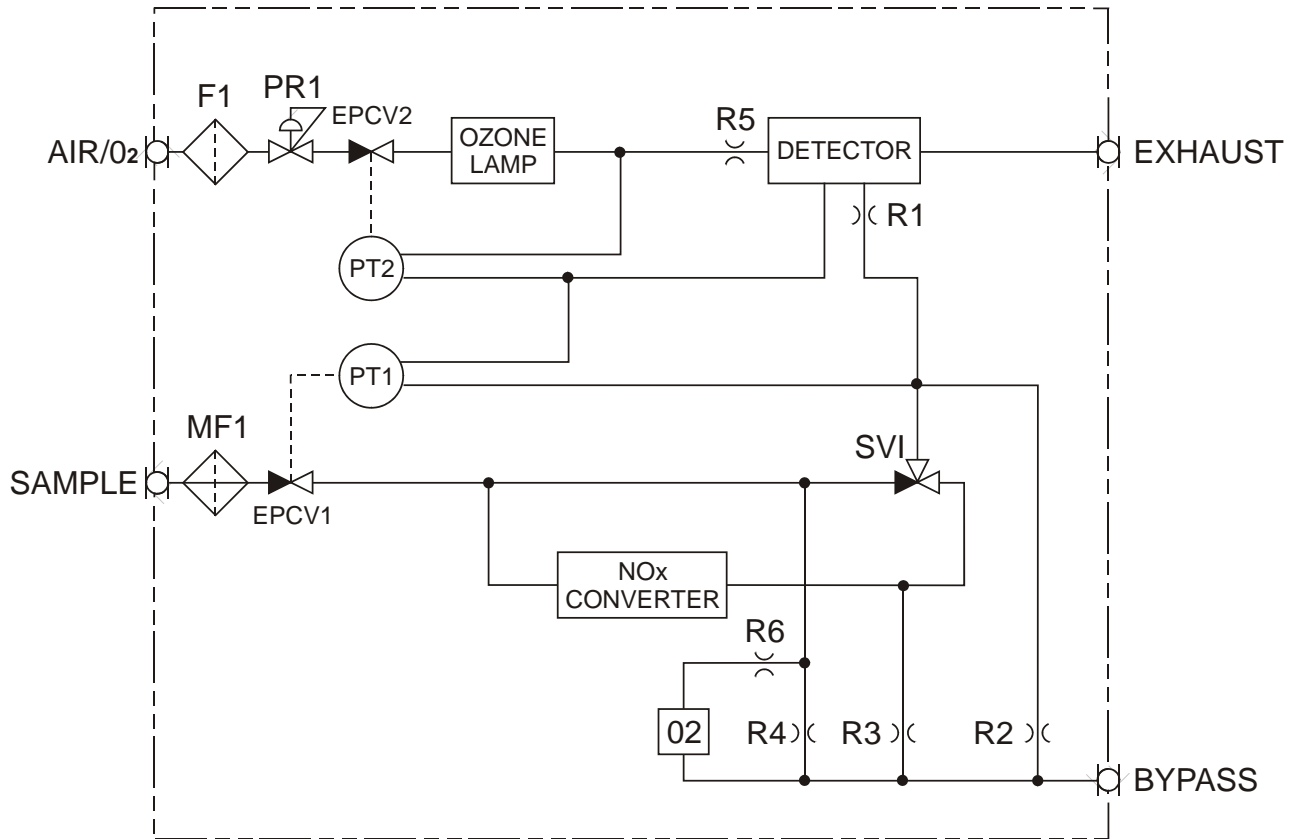 PR1
F1
EPCV2
R5
AIR/02
OZONE
LAMP
DETECTOR
EXHAUST
R1
PT2
PT1
MF1
SVI
SAMPLE
EPCV1
NOx
CONVERTER
R6
02
R4
R3
R2
BYPASS